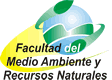 Facultad del
Medio Ambiente y
Recursos Naturales